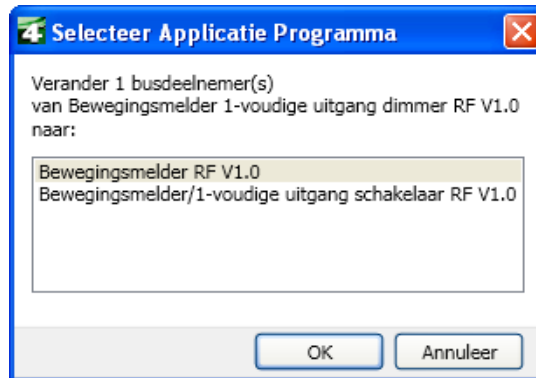 4 Selecteer Applicatie Programma
Verander 1 busdeelnemer(s)
van Bewegingsmelder 1-voudige uitgang dimmer RF V1.0
naar:
Bewegingsmelder RF V1.0
Bewegingsmelder/1-voudige uitgang schakelaar RF V1.0
OK
Annuleer